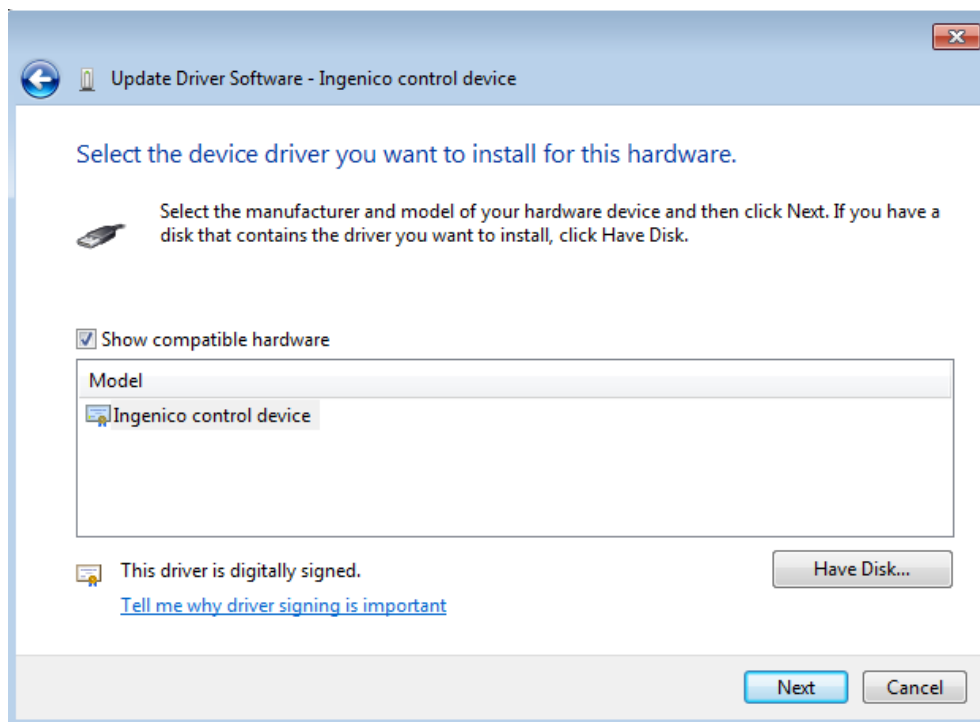 Update Driver Software - Ingenico control device
Select the device driver you want to install for this hardware.
Select the manufacturer and model of your hardware device and then click Next. If you have a
disk that contains the driver you want to install, click Have Disk.
Show compatible hardware
Model
Ingenico control device
This driver is digitally signed.
Have Disk...
Tell me why driver signing is important
Next
Cancel